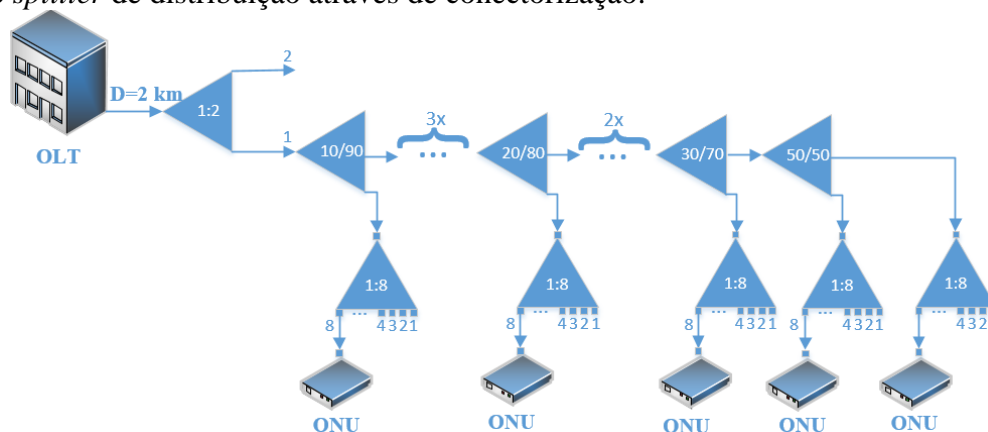 splitter de distribuição através de conectorização.
2
D=2 km
1:2
3x
2x
1
10/90
...
20/80
...
30/70
50/50
OLT
1:8
1:8
1:8
1:8
1:8
8 ... 4321
8 ... 4321
8 ... 4321
8 ... 4321
8 ... 432
ONU
ONU
ONU
ONU
ONU